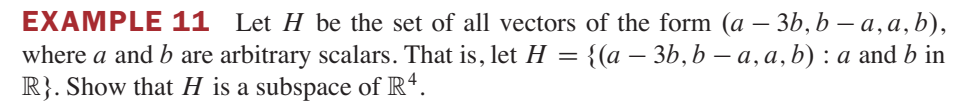 EXAMPLE 11 Let H be the set of all vectors of the form (a − 3b, b − a, a, b),
where a and b are arbitrary scalars. That is, let H = {(a − 3b, b − a, a, b) : a and b in
ℝ}. Show that H is a subspace of ℝ⁴.